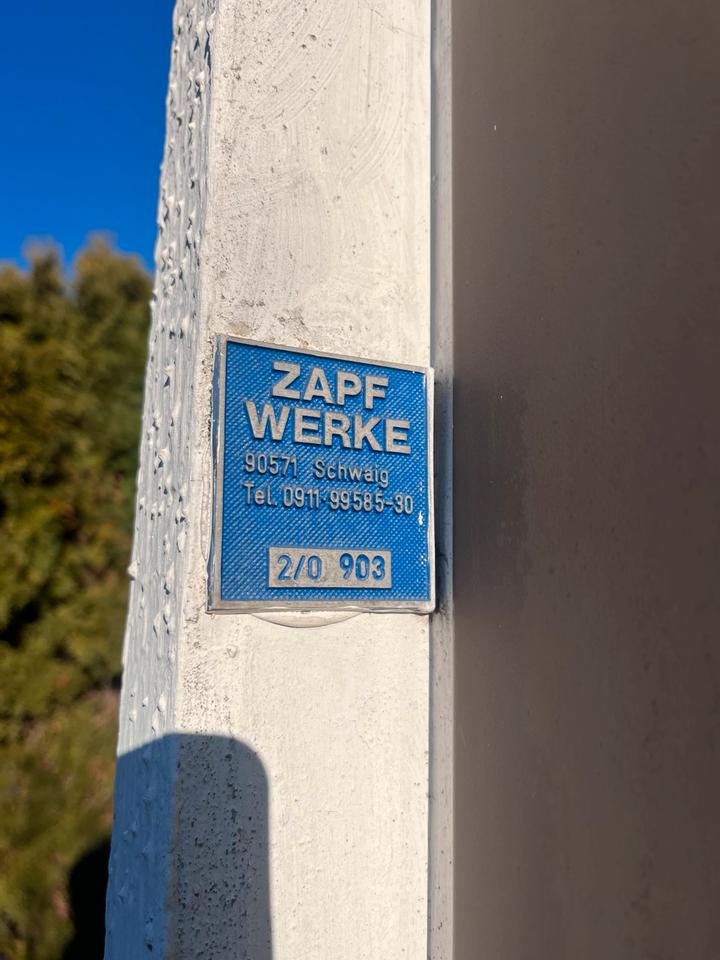 ZAPF
WERKE
90571 Schwaig
Tel. 0911-99585-30
2/0 903